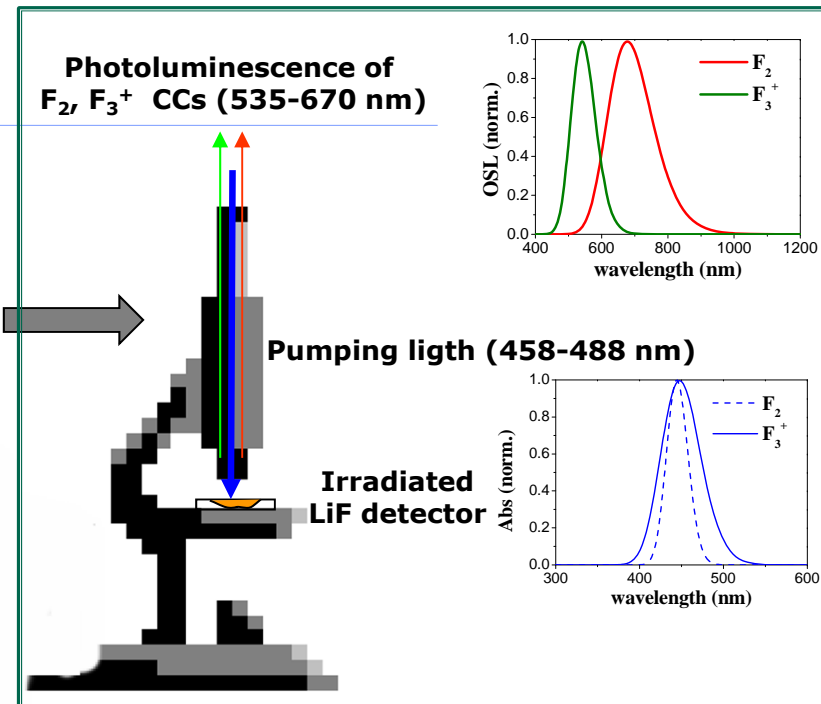 Photoluminescence of
F₂, F₃⁺ CCs (535-670 nm)
OSL (norm.)
1.0
0.8
0.6
0.4
0.2
0.0
F₂
F₃⁺
400 600 800 1000 1200
wavelength (nm)
Pumping ligth (458-488 nm)
Abs (norm.)
1.0
0.8
0.6
0.4
0.2
0.0
F₂
F₃⁺
300 400 500 600
wavelength (nm)
Irradiated
LiF detector